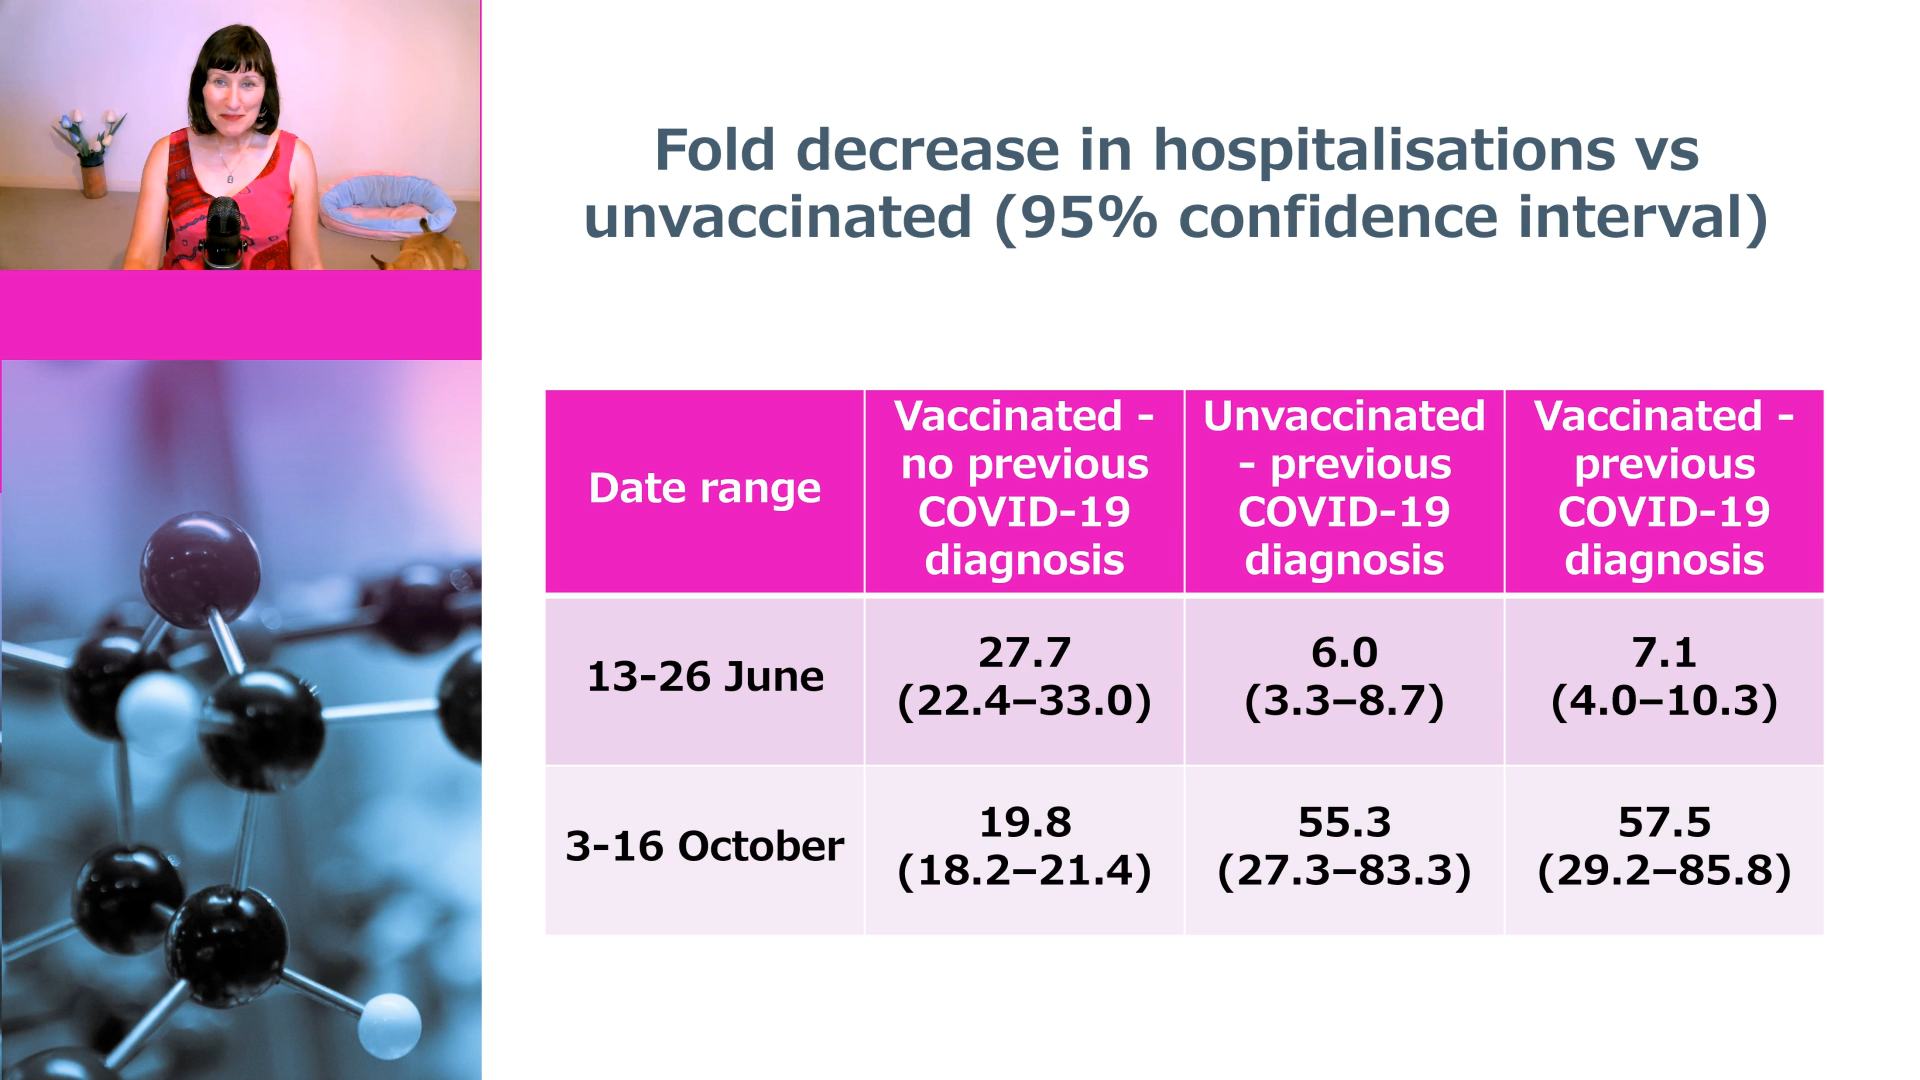 Fold decrease in hospitalisations vs
unvaccinated (95% confidence interval)
Date range
Vaccinated -
no previous
COVID-19
diagnosis
Unvaccinated
- previous
COVID-19
diagnosis
Vaccinated -
previous
COVID-19
diagnosis
13-26 June
27.7
(22.4–33.0)
6.0
(3.3–8.7)
7.1
(4.0–10.3)
3-16 October
19.8
(18.2–21.4)
55.3
(27.3–83.3)
57.5
(29.2–85.8)